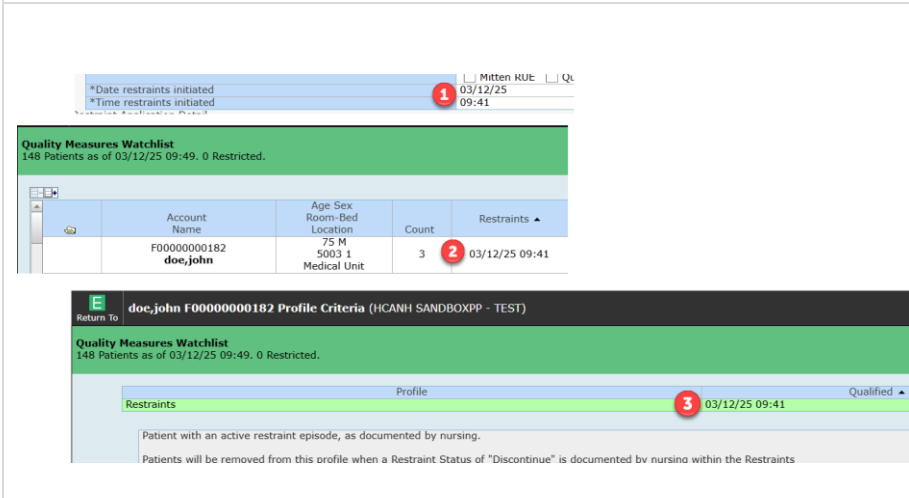 Mitten RUE
*Date restraints initiated 1 03/12/25
*Time restraints initiated 09:41
Restraint Application Detail
Quality Measures Watchlist
148 Patients as of 03/12/25 09:49. 0 Restricted.
Account Name Age Sex Room-Bed Location Count Restraints ▲
F00000000182 doe,john 75 M 5003 1 Medical Unit 3 2 03/12/25 09:41
E
Return To
doe,john F00000000182 Profile Criteria (HCANH SANDBOXPP - TEST)
Quality Measures Watchlist
148 Patients as of 03/12/25 09:49. 0 Restricted.
Profile Qualified ▲
Restraints 3 03/12/25 09:41
Patient with an active restraint episode, as documented by nursing.
Patients will be removed from this profile when a Restraint Status of "Discontinue" is documented by nursing within the Restraints